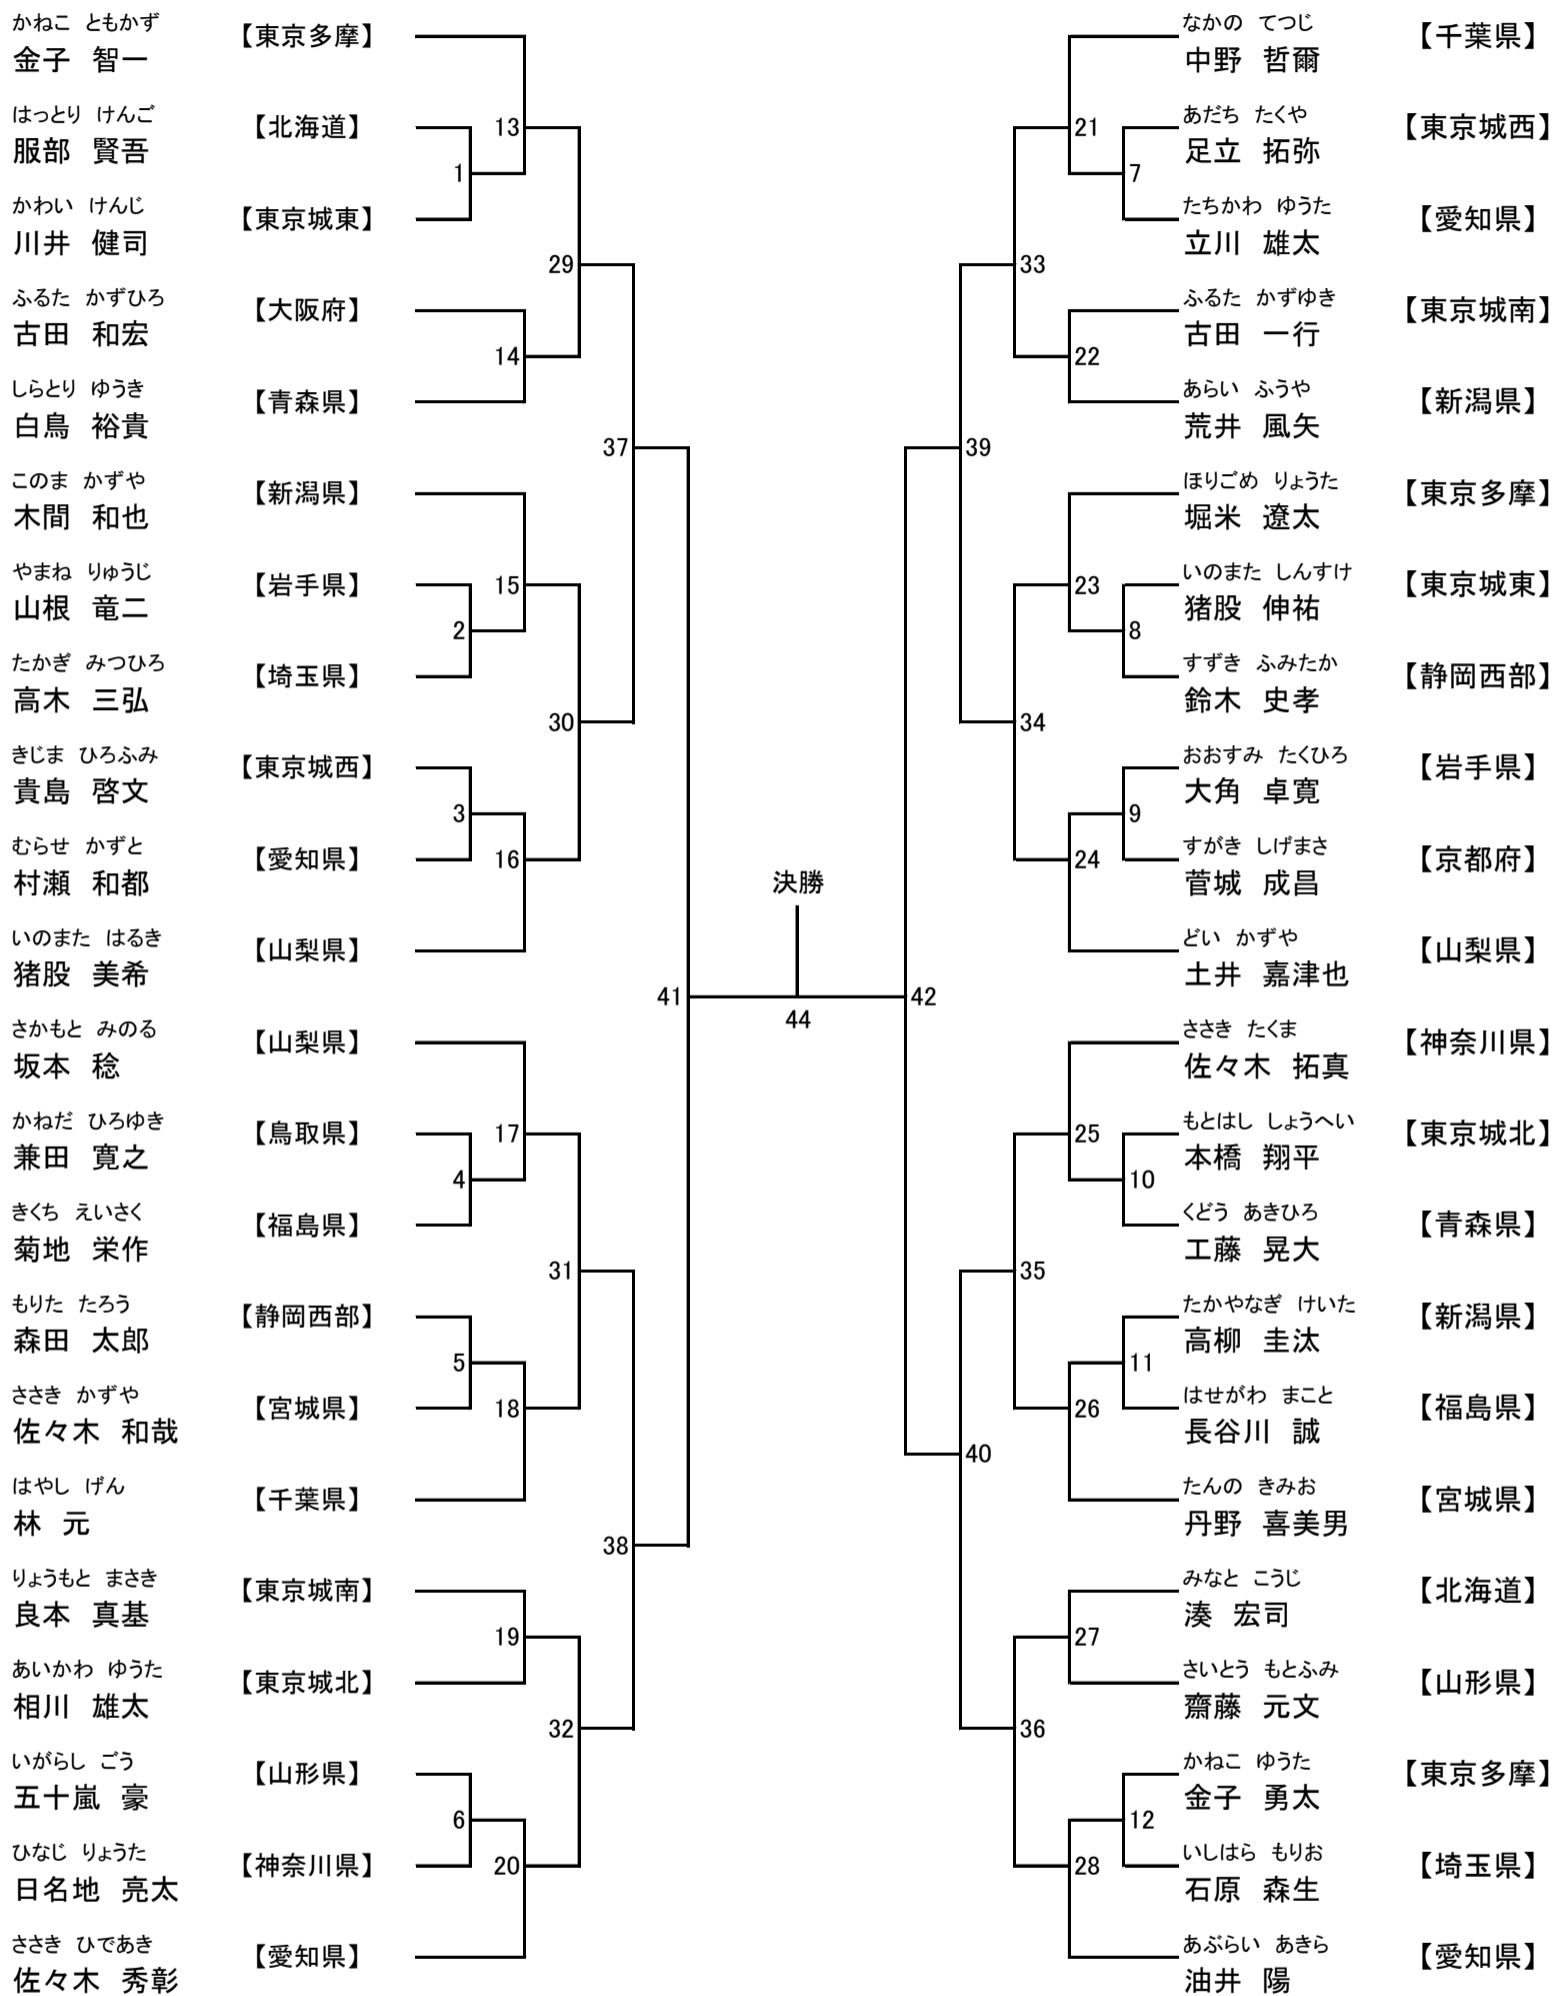 かねこ ともかず
金子 智一 【東京多摩】
はっとり けんご
服部 賢吾 【北海道】
かわい けんじ
川井 健司 【東京城東】
ふるた かずひろ
古田 和宏 【大阪府】
しらとり ゆうき
白鳥 裕貴 【青森県】
このま かずや
木間 和也 【新潟県】
やまね りゅうじ
山根 竜二 【岩手県】
たかぎ みつひろ
高木 三弘 【埼玉県】
きじま ひろふみ
貴島 啓文 【東京城西】
むらせ かずと
村瀬 和都 【愛知県】
いのまた はるき
猪股 美希 【山梨県】
さかもと みのる
坂本 稔 【山梨県】
かねだ ひろゆき
兼田 寛之 【鳥取県】
きくち えいさく
菊地 栄作 【福島県】
もりた たろう
森田 太郎 【静岡西部】
ささき かずや
佐々木 和哉 【宮城県】
はやし げん
林 元 【千葉県】
りょうもと まさき
良本 真基 【東京城南】
あいかわ ゆうた
相川 雄太 【東京城北】
いがらし ごう
五十嵐 豪 【山形県】
ひなじ りょうた
日名地 亮太 【神奈川県】
ささき ひであき
佐々木 秀彰 【愛知県】
1
2
3
4
5
6
13
14
15
16
17
18
19
20
29
30
31
32
37
38
41
決勝
44
42
39
40
33
34
35
36
21
22
23
24
25
26
27
28
7
8
9
10
11
12
なかの てつじ
中野 哲爾 【千葉県】
あだち たくや
足立 拓弥 【東京城西】
たちかわ ゆうた
立川 雄太 【愛知県】
ふるた かずゆき
古田 一行 【東京城南】
あらい ふうや
荒井 風矢 【新潟県】
ほりごめ りょうた
堀米 遼太 【東京多摩】
いのまた しんすけ
猪股 伸祐 【東京城東】
すずき ふみたか
鈴木 史孝 【静岡西部】
おおすみ たくひろ
大角 卓寛 【岩手県】
すがき しげまさ
菅城 成昌 【京都府】
どい かずや
土井 嘉津也 【山梨県】
ささき たくま
佐々木 拓真 【神奈川県】
もとはし しょうへい
本橋 翔平 【東京城北】
くどう あきひろ
工藤 晃大 【青森県】
たかやなぎ けいた
高柳 圭汰 【新潟県】
はせがわ まこと
長谷川 誠 【福島県】
たんの きみお
丹野 喜美男 【宮城県】
みなと こうじ
湊 宏司 【北海道】
さいとう もとふみ
齋藤 元文 【山形県】
かねこ ゆうた
金子 勇太 【東京多摩】
いしはら もりお
石原 森生 【埼玉県】
あぶらい あきら
油井 陽 【愛知県】